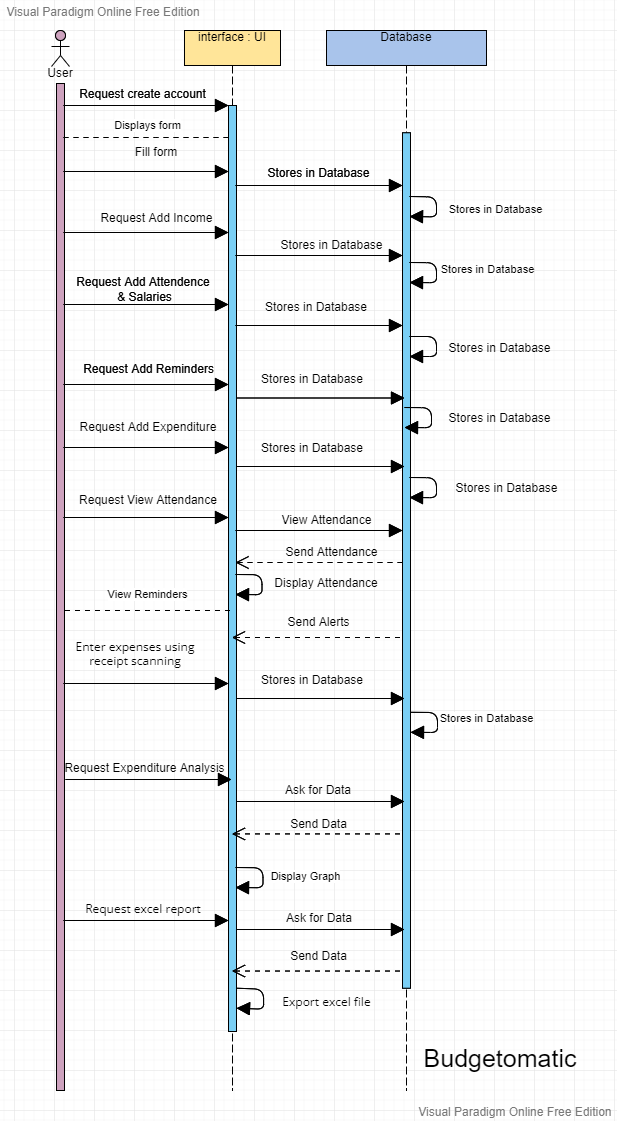 Visual Paradigm Online Free Edition
interface : UI
Database
User
Request create account
Displays form
Fill form
Stores in Database
Stores in Database
Request Add Income
Stores in Database
Stores in Database
Request Add Attendence
& Salaries
Stores in Database
Stores in Database
Request Add Reminders
Stores in Database
Stores in Database
Request Add Expenditure
Stores in Database
Stores in Database
Request View Attendance
View Attendance
Send Attendance
Display Attendance
View Reminders
Send Alerts
Enter expenses using
receipt scanning
Stores in Database
Stores in Database
Request Expenditure Analysis
Ask for Data
Send Data
Display Graph
Request excel report
Ask for Data
Send Data
Export excel file
Budgetomatic
Visual Paradigm Online Free Edition